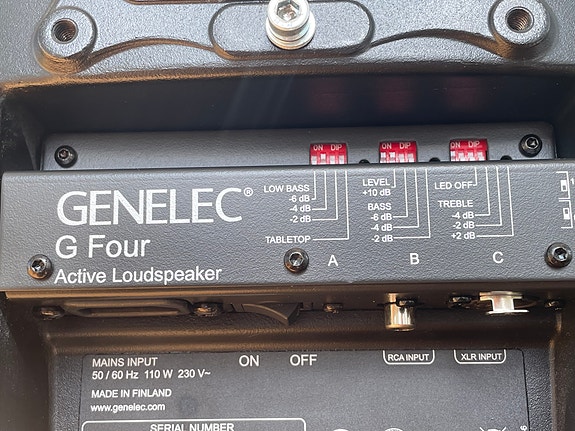 ON DIP
ON DIP
ON DIP
GENELEC®
G Four
Active Loudspeaker
LOW BASS
-6 dB
-4 dB
-2 dB
TABLETOP
A
LEVEL
+10 dB
BASS
-6 dB
-4 dB
-2 dB
B
LED OFF
TREBLE
-4 dB
-2 dB
+2 dB
C
MAINS INPUT
50 / 60 Hz 110 W 230 V~
MADE IN FINLAND
www.genelec.com
ON OFF
RCA INPUT
XLR INPUT
SERIAL NUMBER